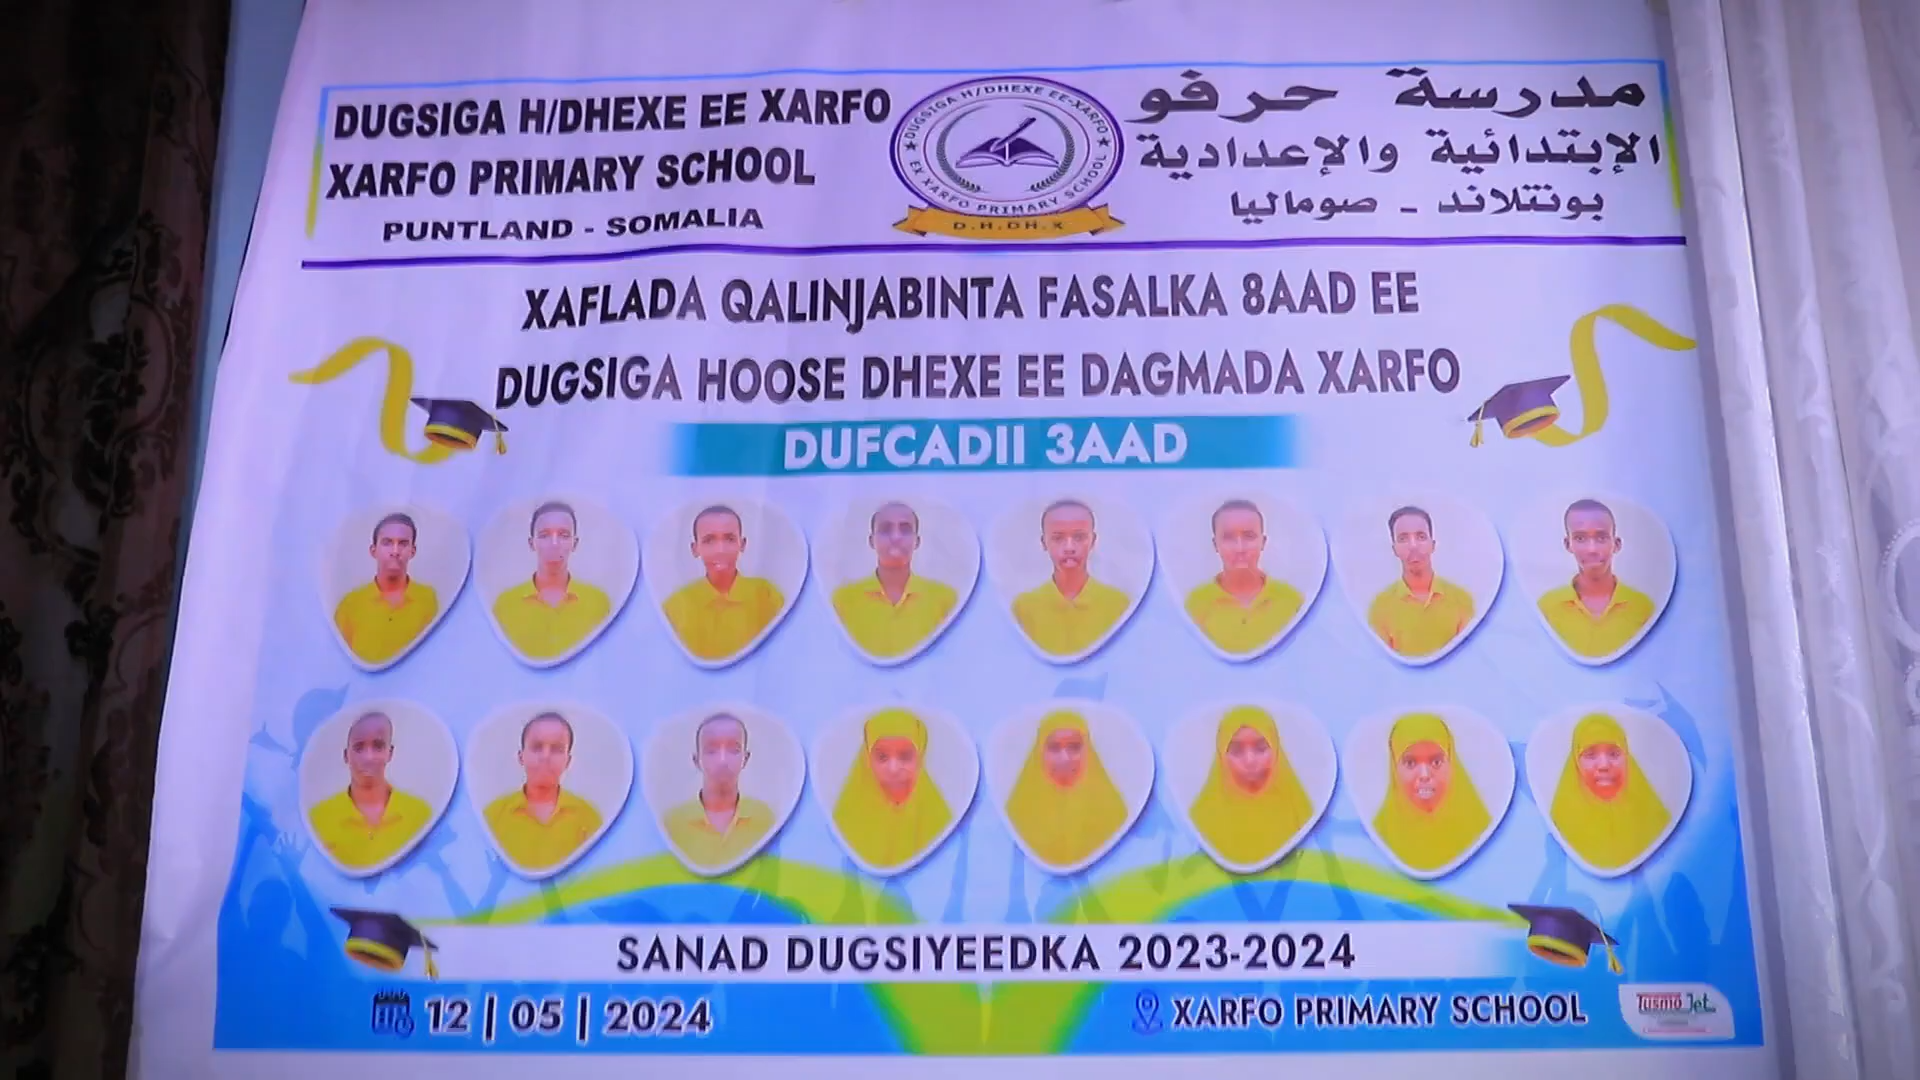 DUGSIGA H/DHEXE EE XARFO
XARFO PRIMARY SCHOOL
PUNTLAND - SOMALIA
DUGSIGA H/DHEXE EE-XARFO
EX XARFO PRIMARY SCHOOL
D.H.DH.X
مدرسة حرفو
الإبتدائية والإعدادية
بونتلاند - صوماليا
XAFLADA QALINJABINTA FASALKA 8AAD EE
DUGSIGA HOOSE DHEXE EE DAGMADA XARFO
DUFCADII 3AAD
SANAD DUGSIYEEDKA 2023-2024
12 | 05 | 2024
XARFO PRIMARY SCHOOL
Tusmo Jet